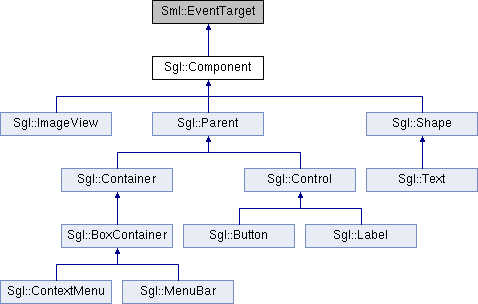 Sml::EventTarget
Sgl::Component
Sgl::ImageView
Sgl::Parent
Sgl::Shape
Sgl::Container
Sgl::Control
Sgl::Text
Sgl::BoxContainer
Sgl::Button
Sgl::Label
Sgl::ContextMenu
Sgl::MenuBar